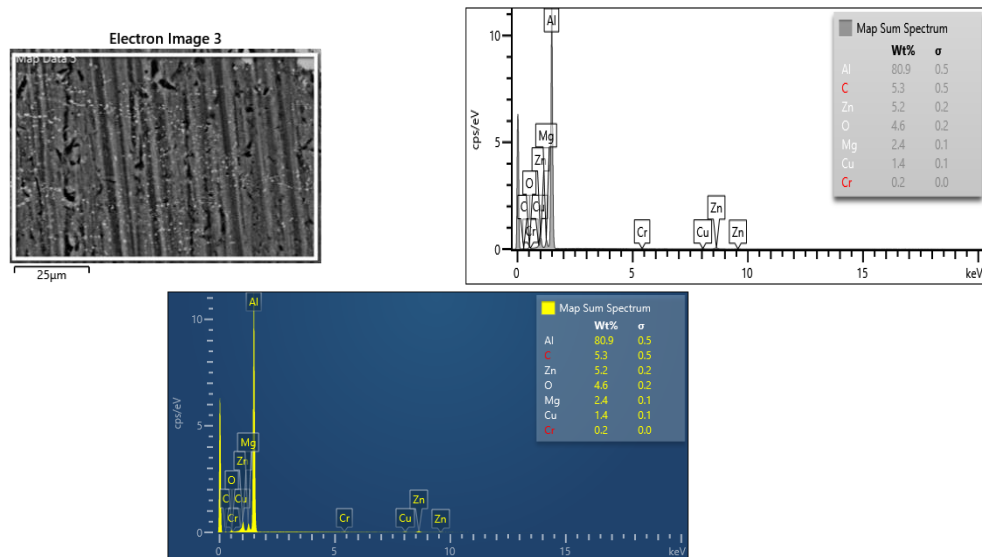 Electron Image 3
Map Data 5
25μm
cps/eV
10
5
0
Al
Mg
Zn
O
C
Cu
Cr
Cr
Cu
Zn
Zn
0
5
10
15
keV
Map Sum Spectrum
Wt% σ
Al 80.9 0.5
C 5.3 0.5
Zn 5.2 0.2
O 4.6 0.2
Mg 2.4 0.1
Cu 1.4 0.1
Cr 0.2 0.0
cps/eV
10
5
0
Al
Mg
Zn
O
C
Cu
Cr
Cr
Cu
Zn
Zn
0
5
10
15
keV
Map Sum Spectrum
Wt% σ
Al 80.9 0.5
C 5.3 0.5
Zn 5.2 0.2
O 4.6 0.2
Mg 2.4 0.1
Cu 1.4 0.1
Cr 0.2 0.0